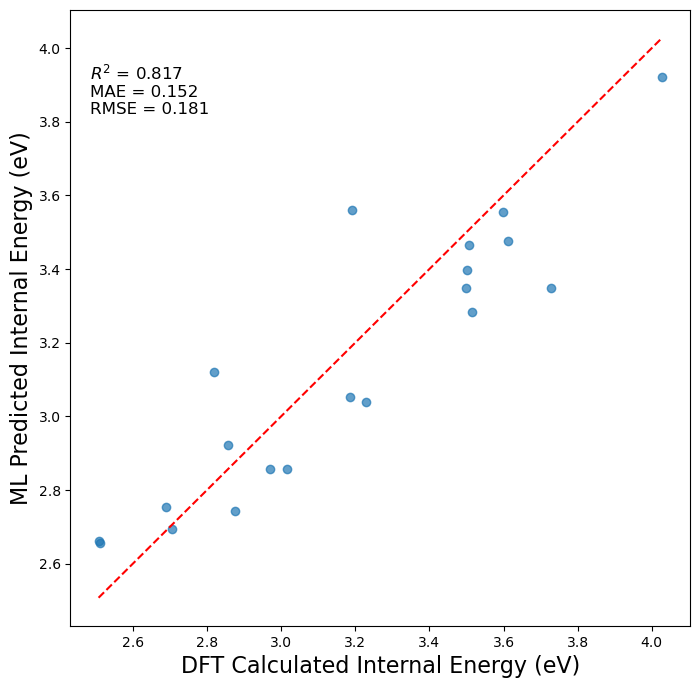 R² = 0.817
MAE = 0.152
RMSE = 0.181
ML Predicted Internal Energy (eV)
4.0
3.8
3.6
3.4
3.2
3.0
2.8
2.6
2.6 2.8 3.0 3.2 3.4 3.6 3.8 4.0
DFT Calculated Internal Energy (eV)